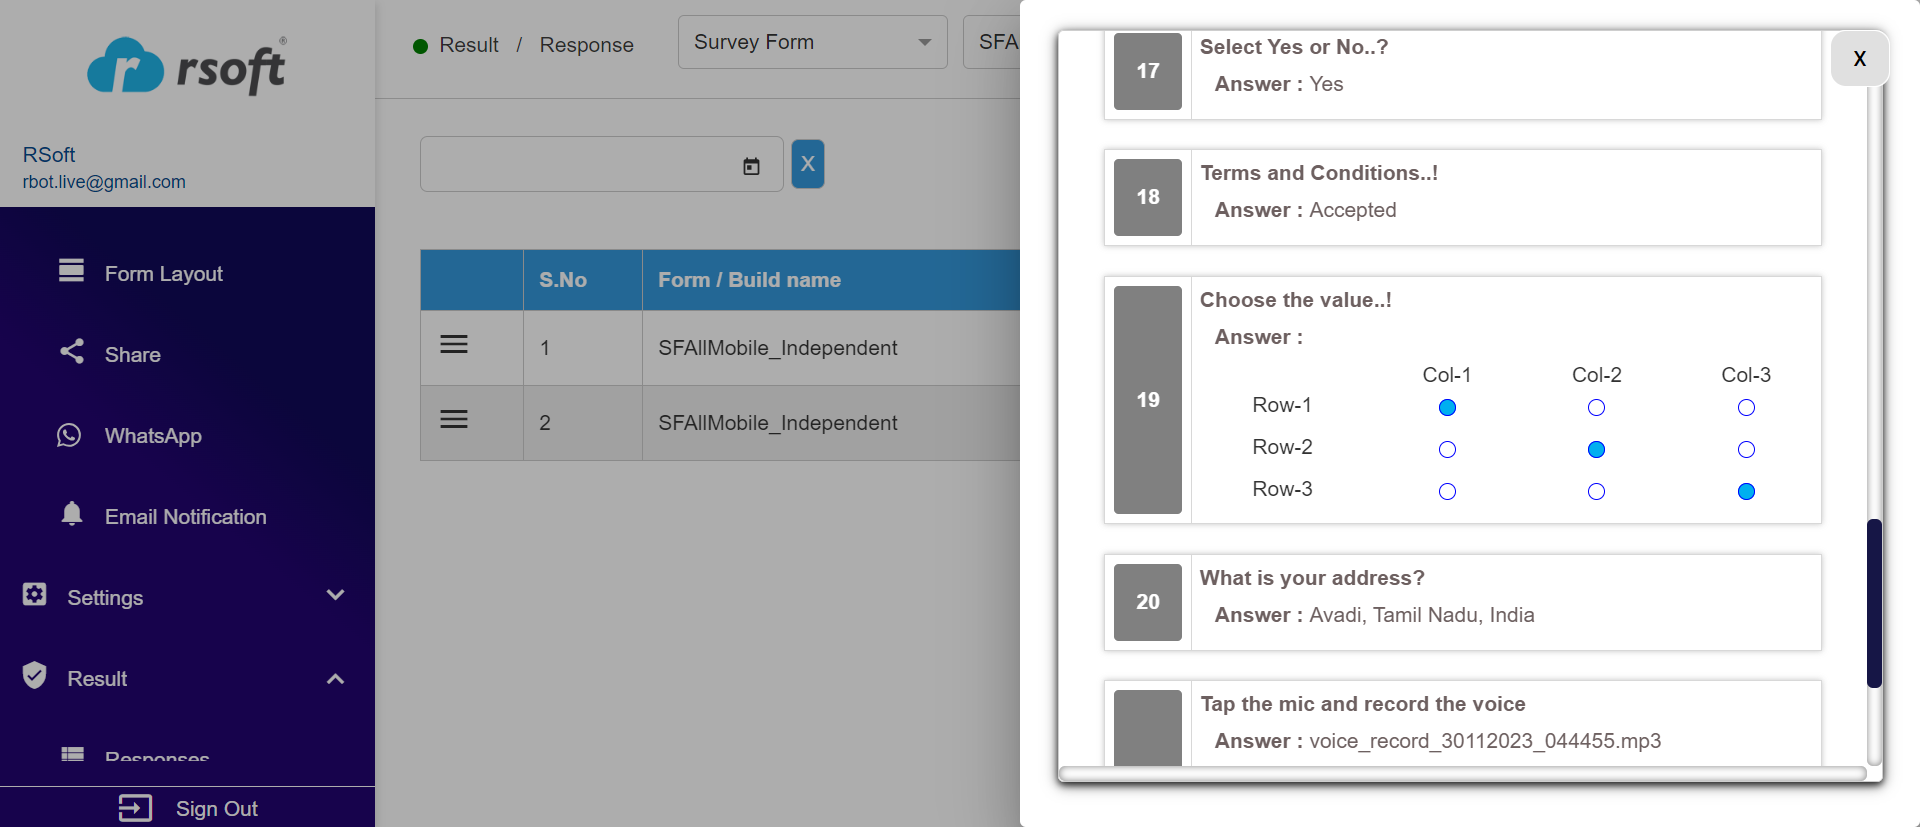 rsoft®
RSoft
rbot.live@gmail.com
Form Layout
Share
WhatsApp
Email Notification
Settings
Result
Responses
Sign Out
Result / Response
Survey Form
SFA
X
S.No
Form / Build name
1
SFAllMobile_Independent
2
SFAllMobile_Independent
X
17
Select Yes or No..?
Answer : Yes
18
Terms and Conditions..!
Answer : Accepted
19
Choose the value..!
Answer :
Col-1 Col-2 Col-3
Row-1
Row-2
Row-3
20
What is your address?
Answer : Avadi, Tamil Nadu, India
Tap the mic and record the voice
Answer : voice_record_30112023_044455.mp3